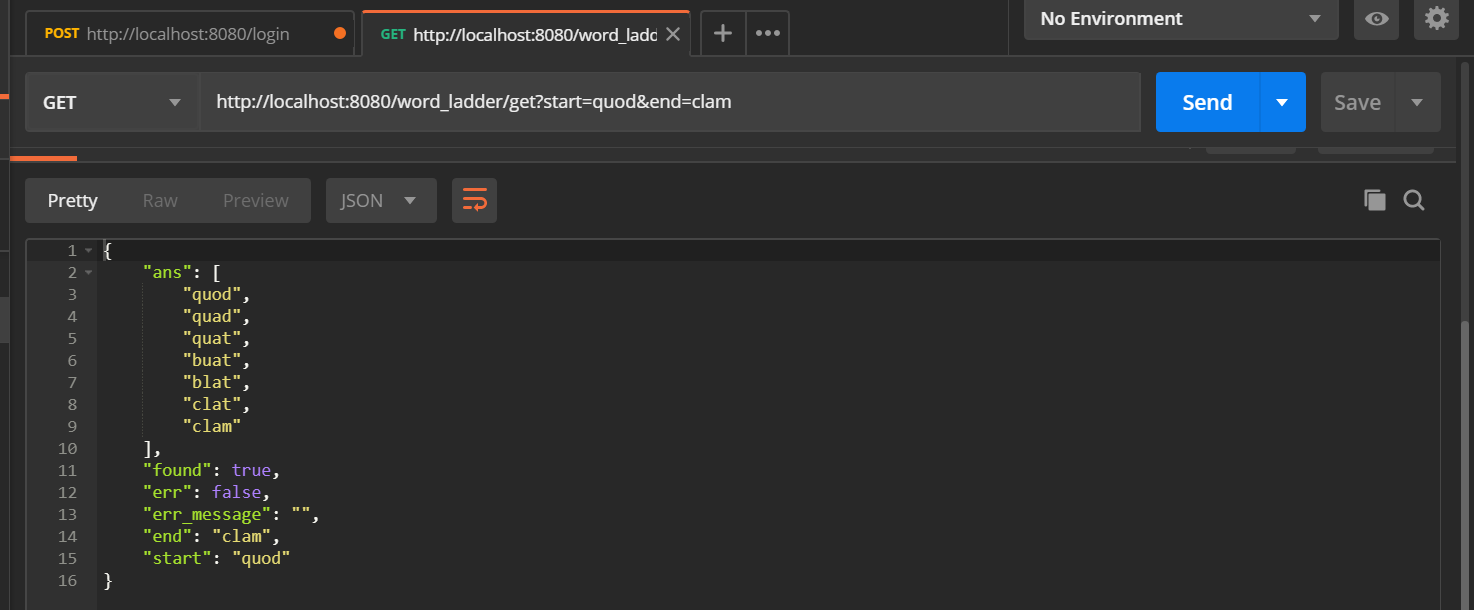 POST http://localhost:8080/login GET http://localhost:8080/word_ladd No Environment
GET http://localhost:8080/word_ladder/get?start=quod&end=clam Send Save
Pretty Raw Preview JSON
1 {
2 "ans": [
3 "quod",
4 "quad",
5 "quat",
6 "buat",
7 "blat",
8 "clat",
9 "clam"
10 ],
11 "found": true,
12 "err": false,
13 "err_message": "",
14 "end": "clam",
15 "start": "quod"
16 }